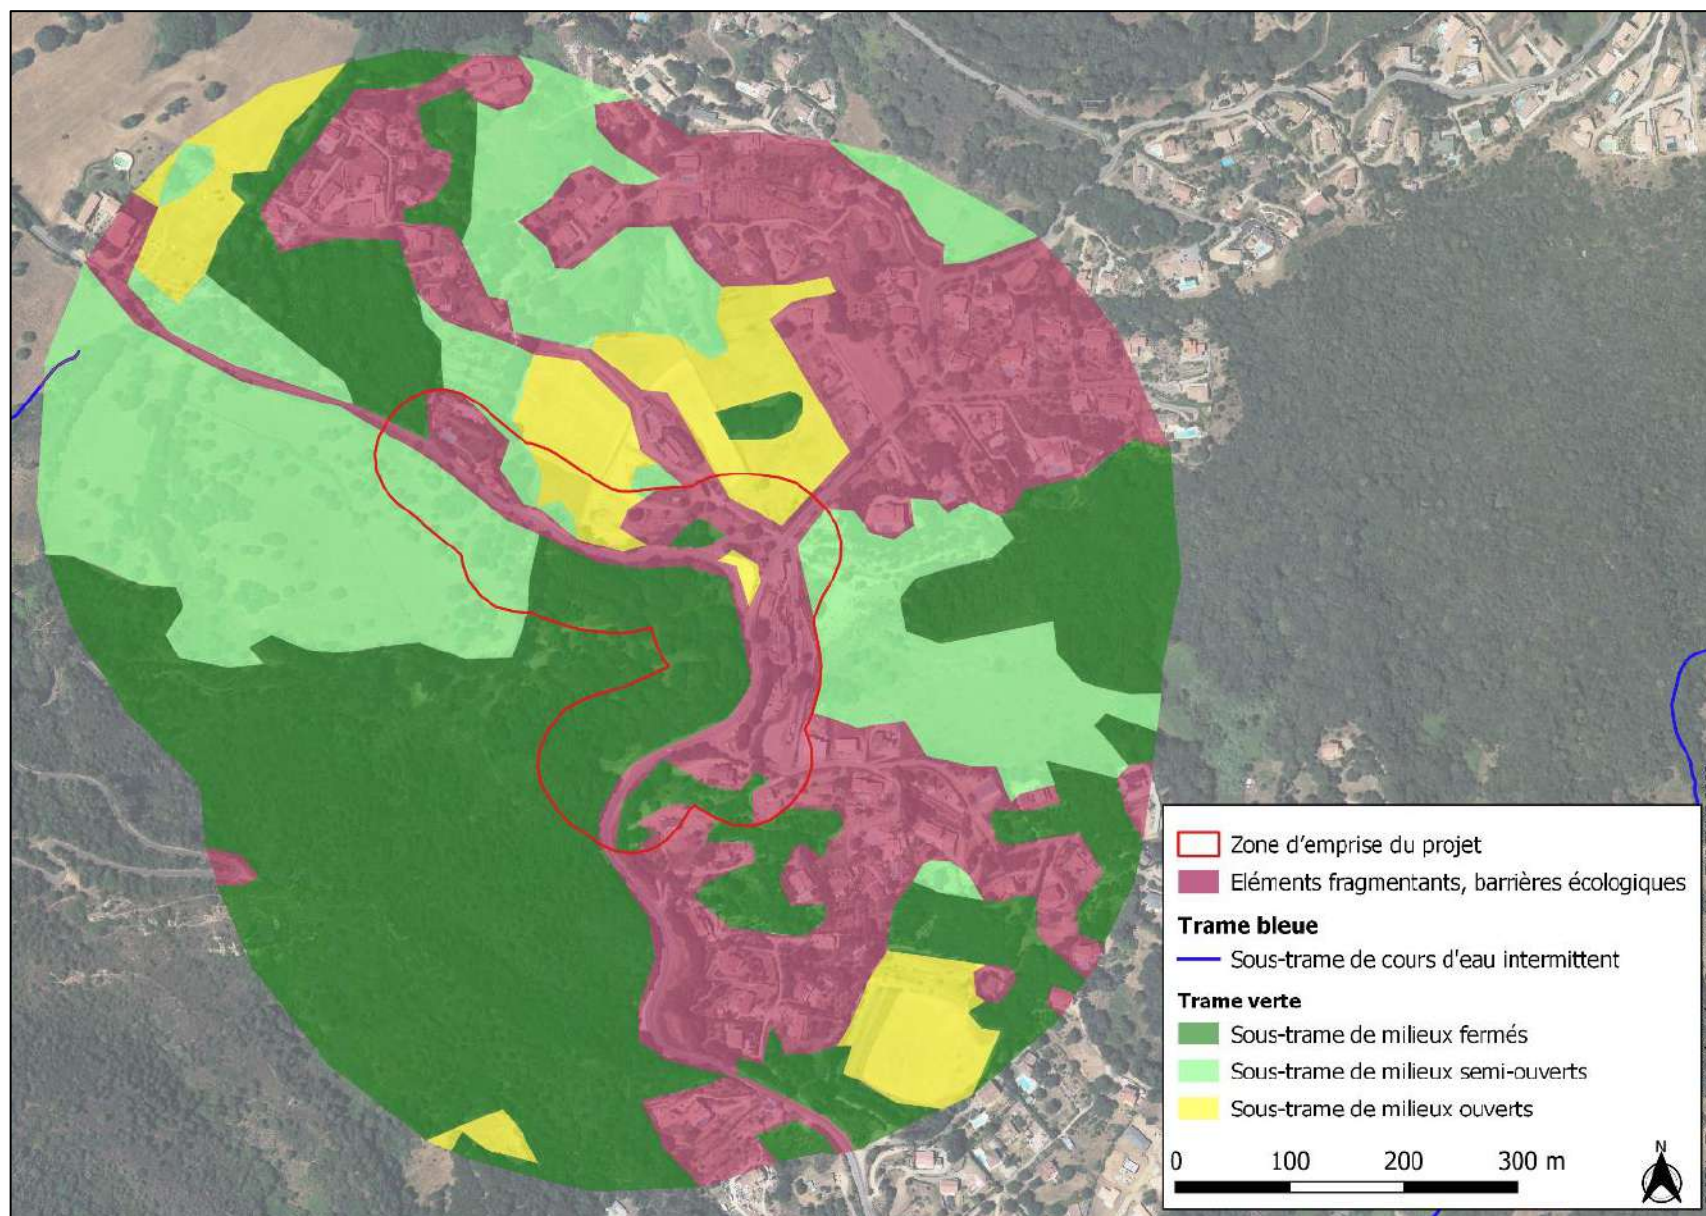 Zone d'emprise du projet
Eléments fragmentants, barrières écologiques
Trame bleue
Sous-trame de cours d'eau intermittent
Trame verte
Sous-trame de milieux fermés
Sous-trame de milieux semi-ouverts
Sous-trame de milieux ouverts
0 100 200 300 m
N